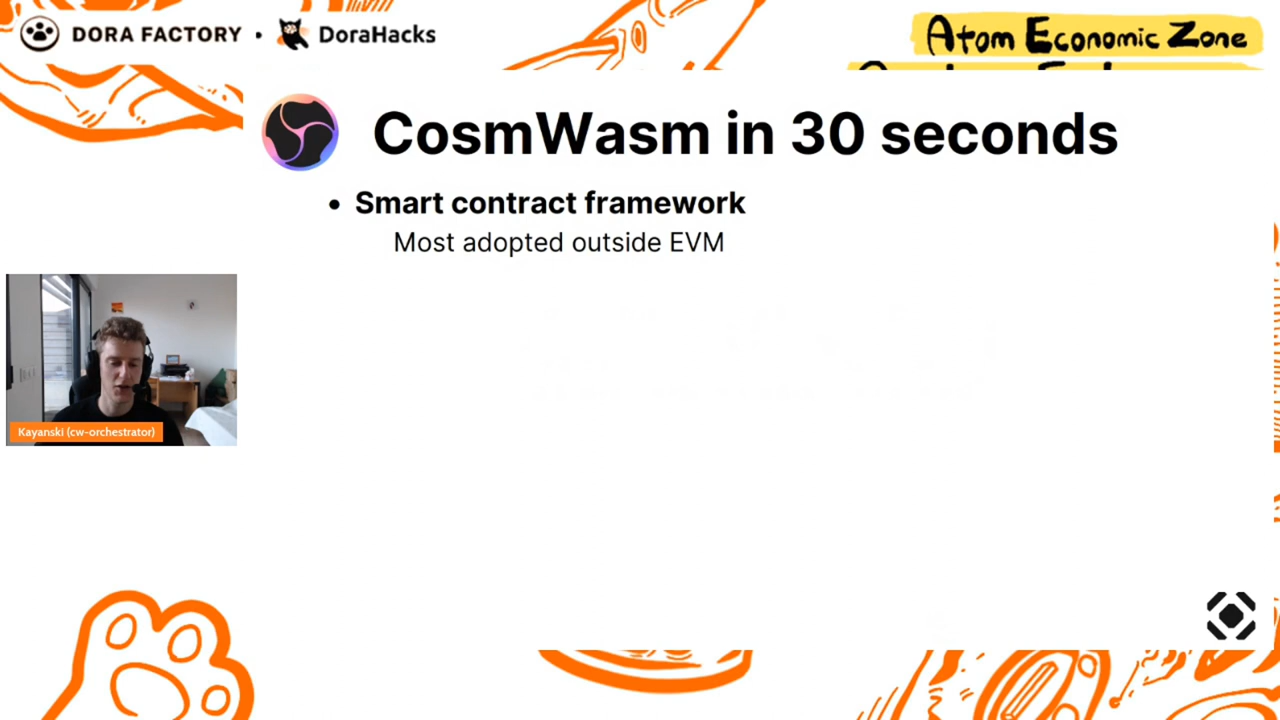 DORA FACTORY • DoraHacks
Atom Economic Zone
CosmWasm in 30 seconds
• Smart contract framework
Most adopted outside EVM
Kayanski (cw-orchestrator)